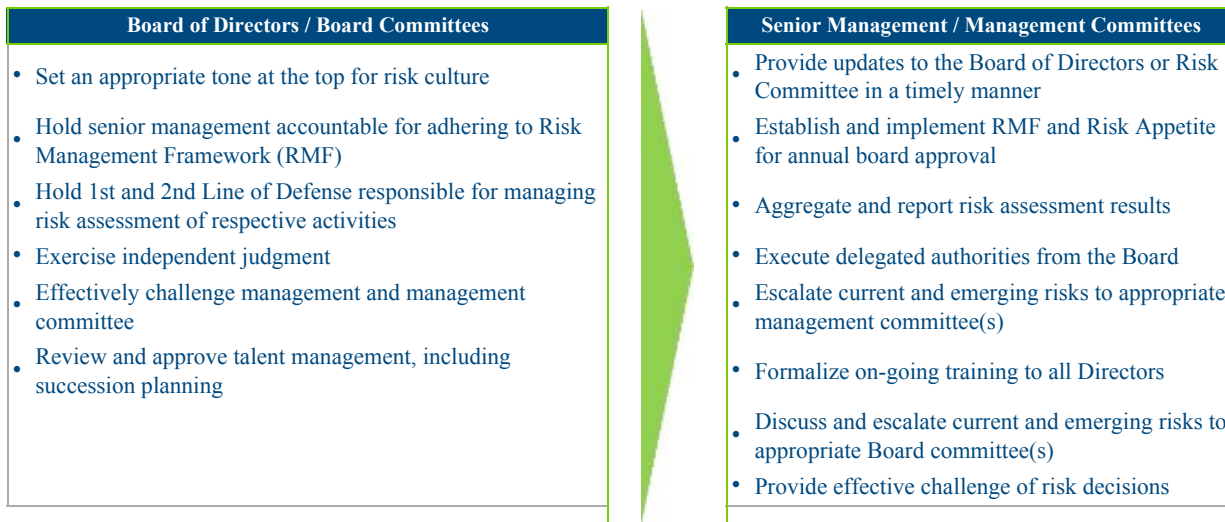 Board of Directors / Board Committees
• Set an appropriate tone at the top for risk culture
• Hold senior management accountable for adhering to Risk
Management Framework (RMF)
• Hold 1st and 2nd Line of Defense responsible for managing
risk assessment of respective activities
• Exercise independent judgment
• Effectively challenge management and management
committee
• Review and approve talent management, including
succession planning
Senior Management / Management Committees
• Provide updates to the Board of Directors or Risk
Committee in a timely manner
• Establish and implement RMF and Risk Appetite
for annual board approval
• Aggregate and report risk assessment results
• Execute delegated authorities from the Board
• Escalate current and emerging risks to appropriate
management committee(s)
• Formalize on-going training to all Directors
• Discuss and escalate current and emerging risks to
appropriate Board committee(s)
• Provide effective challenge of risk decisions